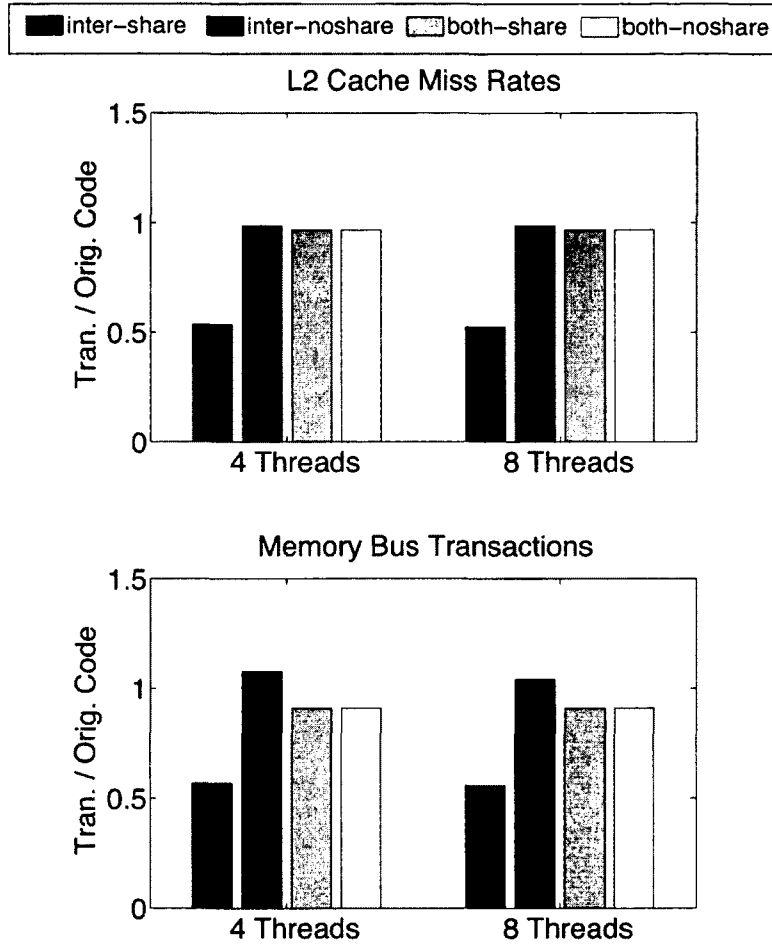 inter-share inter-noshare both-share both-noshare
L2 Cache Miss Rates
1.5
1
0.5
0
Tran. / Orig. Code
4 Threads 8 Threads
Memory Bus Transactions
1.5
1
0.5
0
Tran. / Orig. Code
4 Threads 8 Threads